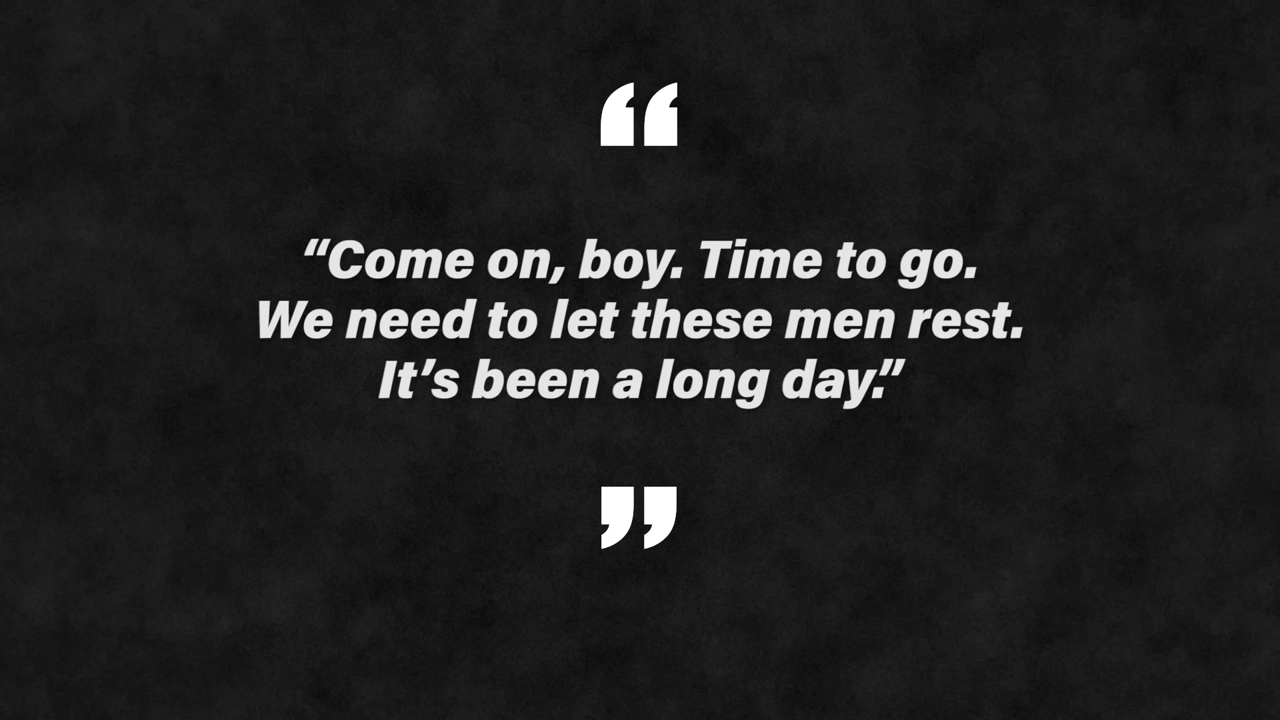 “
“Come on, boy. Time to go.
We need to let these men rest.
It’s been a long day.”
”